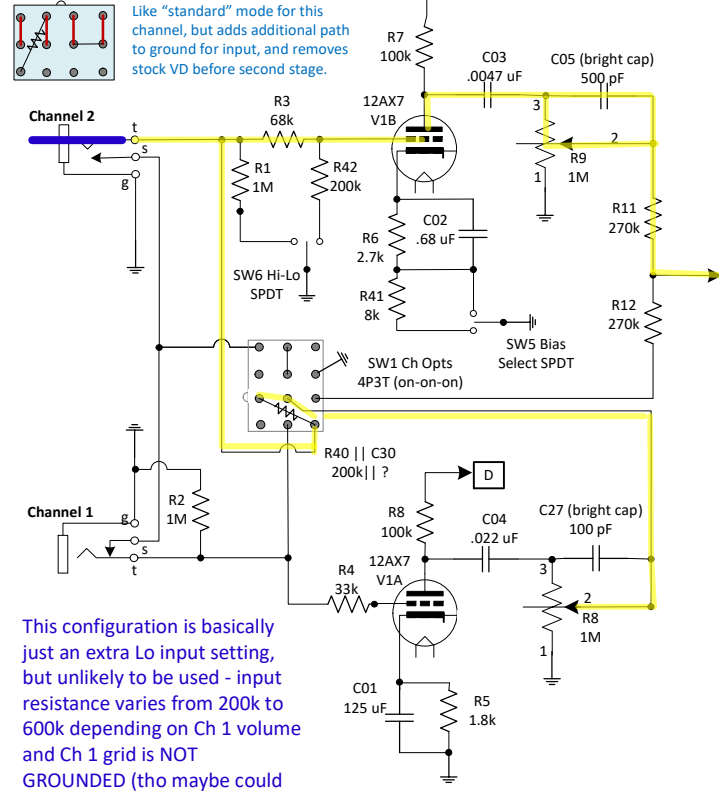 Like “standard” mode for this
channel, but adds additional path
to ground for input, and removes
stock VD before second stage.
R7
100k
C03
.0047 uF
C05 (bright cap)
500 pF
Channel 2
t
s
g
R3
68k
12AX7
V1B
3
2
1
R9
1M
R1
1M
R42
200k
R11
270k
C02
.68 uF
R6
2.7k
SW6 Hi-Lo
SPDT
R41
8k
R12
270k
SW5 Bias
Select SPDT
SW1 Ch Opts
4P3T (on-on-on)
R40 || C30
200k|| ?
D
Channel 1
g
s
t
R2
1M
R8
100k
C04
.022 uF
C27 (bright cap)
100 pF
R4
33k
12AX7
V1A
3
2
1
R8
1M
C01
125 uF
R5
1.8k
This configuration is basically
just an extra Lo input setting,
but unlikely to be used - input
resistance varies from 200k to
600k depending on Ch 1 volume
and Ch 1 grid is NOT
GROUNDED (tho maybe could